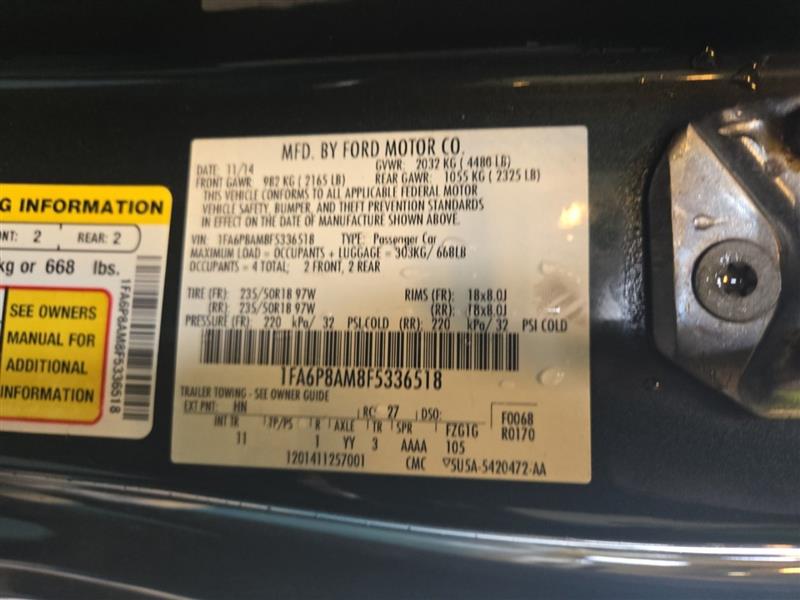 MFD. BY FORD MOTOR CO.
DATE: 11/14 GVWR: 2032 KG ( 4480 LB)
FRONT GAWR: 982 KG ( 2165 LB) REAR GAWR: 1055 KG ( 2325 LB)
THIS VEHICLE CONFORMS TO ALL APPLICABLE FEDERAL MOTOR
VEHICLE SAFETY, BUMPER, AND THEFT PREVENTION STANDARDS
IN EFFECT ON THE DATE OF MANUFACTURE SHOWN ABOVE.
VIN: 1FA6P8AM8F5336518 TYPE: Passenger Car
MAXIMUM LOAD = OCCUPANTS + LUGGAGE = 303KG/ 668LB
OCCUPANTS = 4 TOTAL; 2 FRONT, 2 REAR
TIRE (FR): 235/50R18 97W RIMS (FR): 18x8.0J
(RR): 235/50R18 97W (RR): 18x8.0J
PRESSURE (FR): 220 kPa/ 32 PSI COLD (RR): 220 kPa/ 32 PSI COLD
1FA6P8AM8F5336518
TRAILER TOWING - SEE OWNER GUIDE
EXT PNT: HN RC: 27 DSO: F0068
INT TR TP/PS R AXLE TR SPR FZG1G R0170
11 1 YY 3 AAAA 105
1201411257001 CMC ▽5U5A-5420472-AA
G INFORMATION
NT: 2 REAR: 2
kg or 668 lbs.
SEE OWNERS
MANUAL FOR
ADDITIONAL
INFORMATION
1FA6P8AM8F5336518